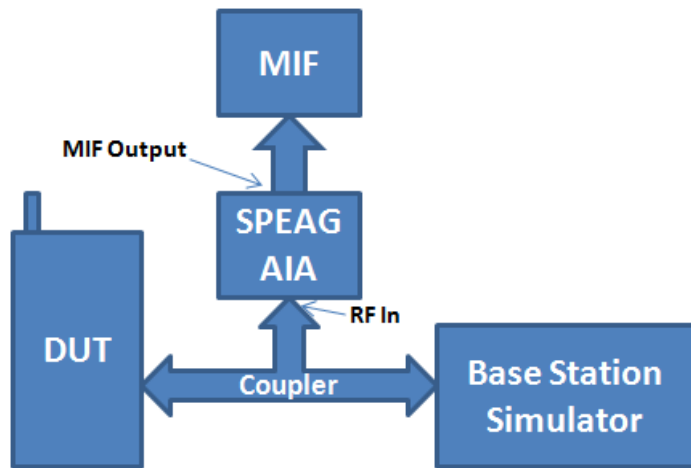 MIF
MIF Output
SPEAG
AIA
RF In
DUT
Coupler
Base Station
Simulator